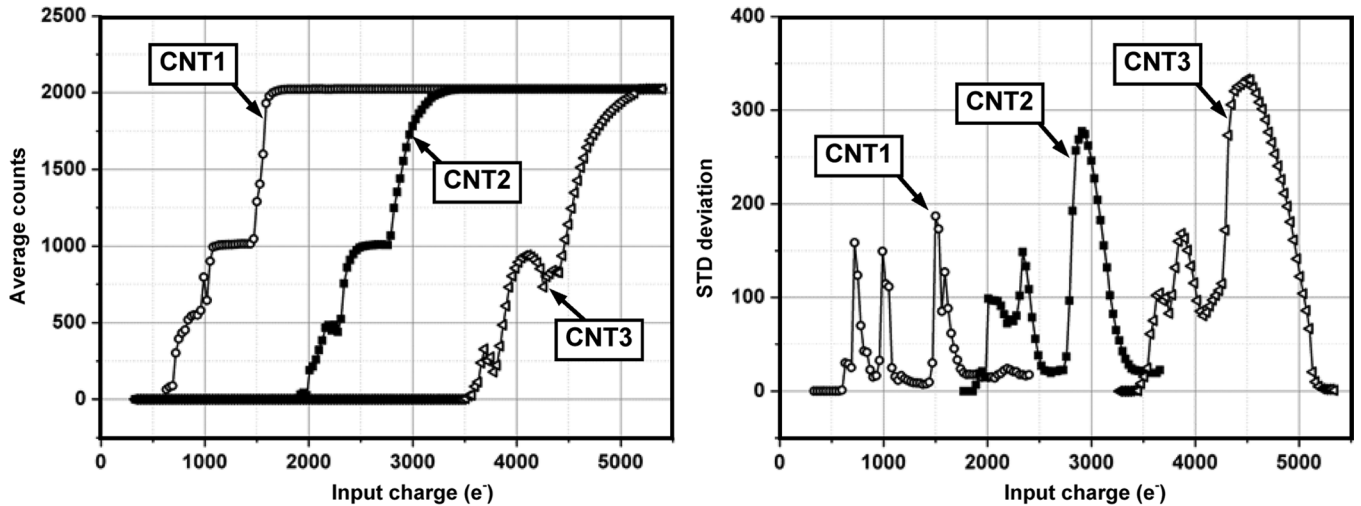 2500
2000
1500
1000
500
0
Average counts
CNT1
CNT2
CNT3
0 1000 2000 3000 4000 5000
Input charge (e⁻)
400
300
200
100
0
STD deviation
CNT3
CNT2
CNT1
0 1000 2000 3000 4000 5000
Input charge (e⁻)